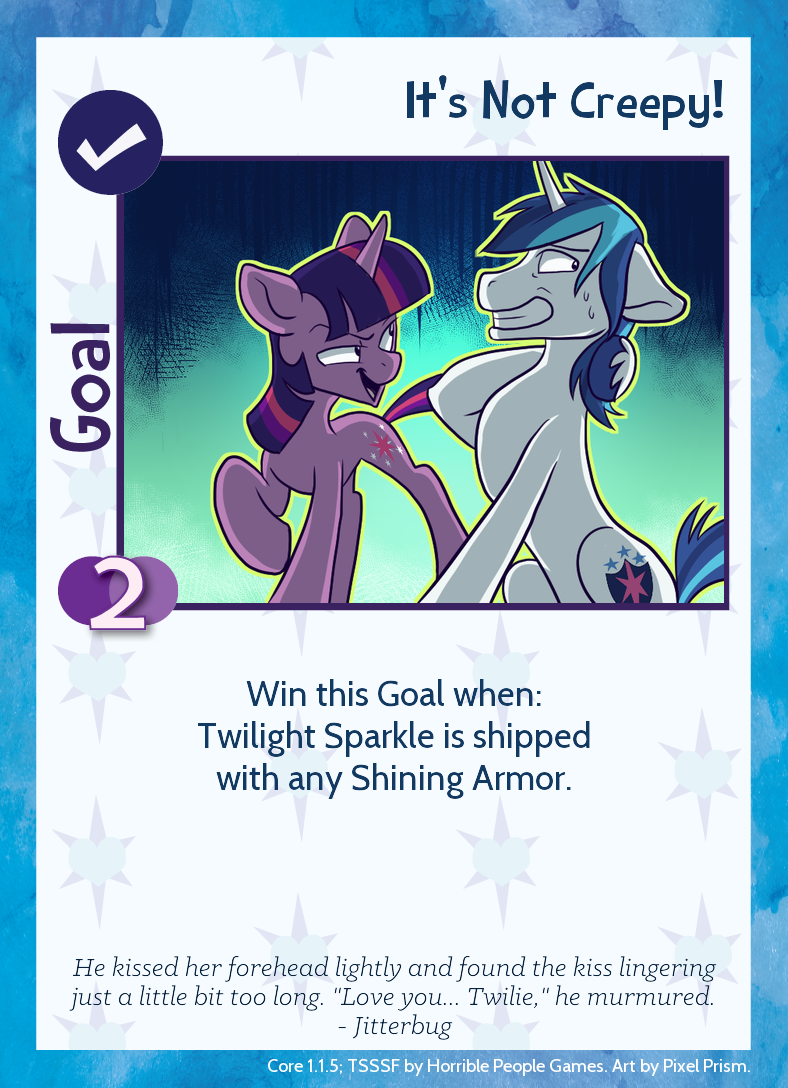 It's Not Creepy!
Goal
2
Win this Goal when:
Twilight Sparkle is shipped
with any Shining Armor.
He kissed her forehead lightly and found the kiss lingering
just a little bit too long. "Love you... Twilie," he murmured.
- Jitterbug
Core 1.1.5; TSSSF by Horrible People Games. Art by Pixel Prism.